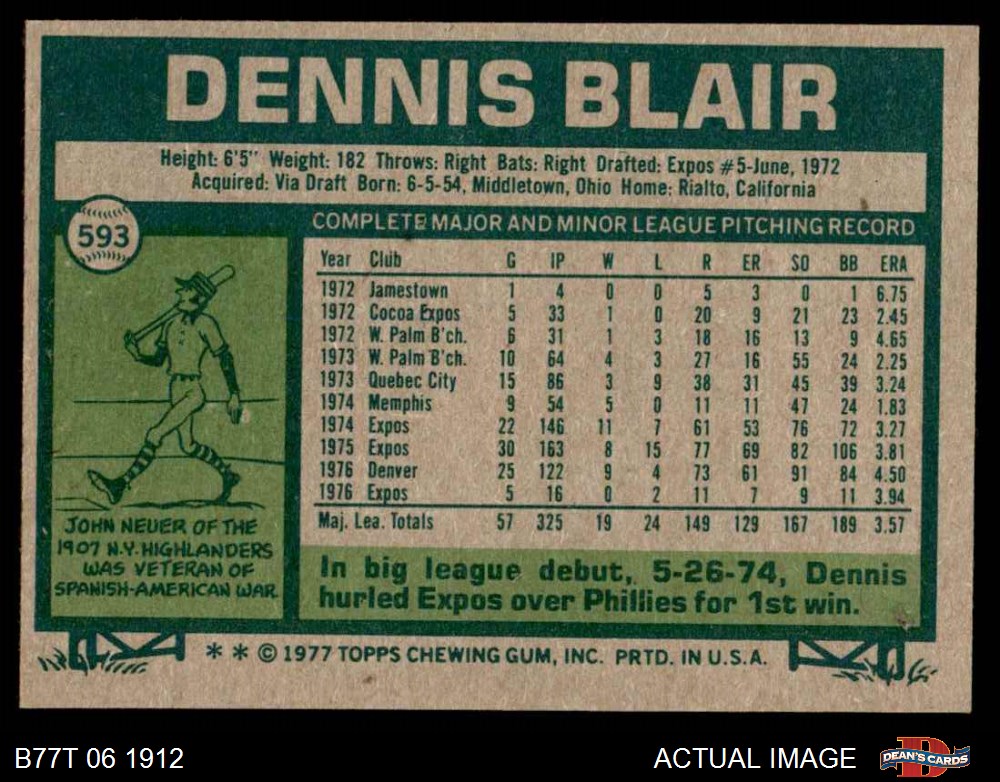 DENNIS BLAIR
Height: 6'5" Weight: 182 Throws: Right Bats: Right Drafted: Expos #5-June, 1972
Acquired: Via Draft Born: 6-5-54, Middletown, Ohio Home: Rialto, California
593
COMPLETE MAJOR AND MINOR LEAGUE PITCHING RECORD
Year Club G IP W L R ER SO BB ERA
1972 Jamestown 1 4 0 0 5 3 0 1 6.75
1972 Cocoa Expos 5 33 1 0 20 9 21 23 2.45
1972 W. Palm B'ch. 6 31 1 3 18 16 13 9 4.65
1973 W. Palm B'ch. 10 64 4 3 27 16 55 24 2.25
1973 Quebec City 15 86 3 9 38 31 45 39 3.24
1974 Memphis 9 54 5 0 11 11 47 24 1.83
1974 Expos 22 146 11 7 61 53 76 72 3.27
1975 Expos 30 163 8 15 77 69 82 106 3.81
1976 Denver 25 122 9 4 73 61 91 84 4.50
1976 Expos 5 16 0 2 11 7 9 11 3.94
Maj. Lea. Totals 57 325 19 24 149 129 167 189 3.57
JOHN NEUER OF THE
1907 N.Y. HIGHLANDERS
WAS VETERAN OF
SPANISH-AMERICAN WAR
In big league debut, 5-26-74, Dennis
hurled Expos over Phillies for 1st win.
* * © 1977 TOPPS CHEWING GUM, INC. PRTD. IN U.S.A.
B77T 06 1912
ACTUAL IMAGE
D
DEAN'S CARDS